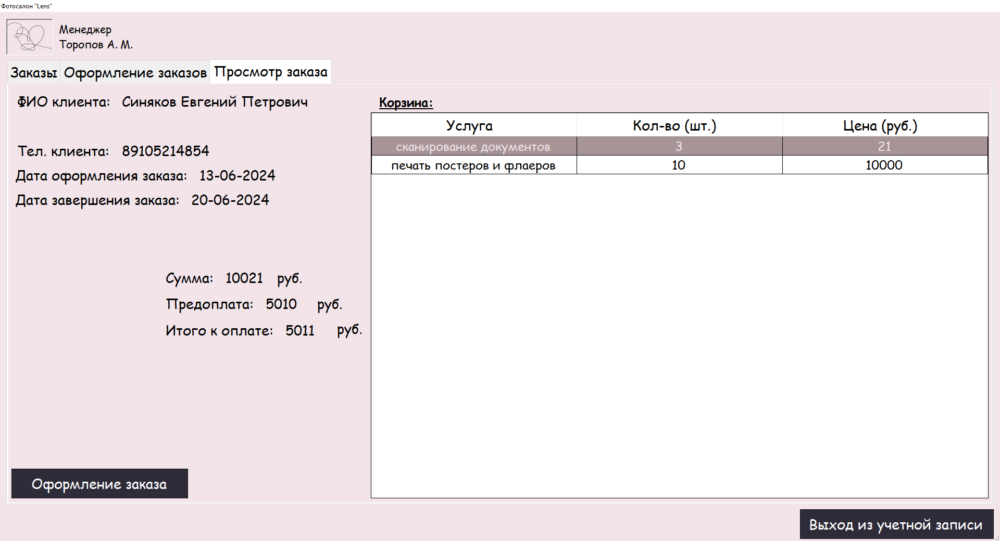 Фотосалон "Lens"
Менеджер
Торопов А. М.
Заказы Оформление заказов Просмотр заказа
ФИО клиента: Синяков Евгений Петрович
Тел. клиента: 89105214854
Дата оформления заказа: 13-06-2024
Дата завершения заказа: 20-06-2024
Сумма: 10021 руб.
Предоплата: 5010 руб.
Итого к оплате: 5011 руб.
Оформление заказа
Корзина:
Услуга Кол-во (шт.) Цена (руб.)
сканирование документов 3 21
печать постеров и флаеров 10 10000
Выход из учетной записи